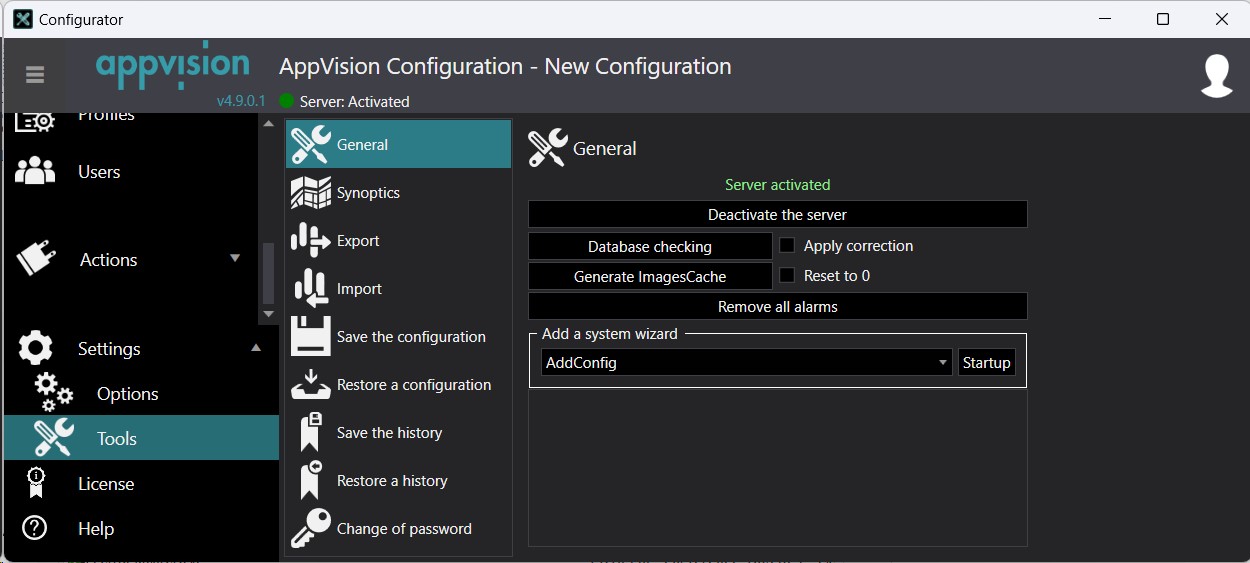 Configurator
appvision
v4.9.0.1
AppVision Configuration - New Configuration
Server: Activated
Profiles
Users
Actions
Settings
Options
Tools
License
Help
General
Synoptics
Export
Import
Save the configuration
Restore a configuration
Save the history
Restore a history
Change of password
General
Server activated
Deactivate the server
Database checking
Apply correction
Generate ImagesCache
Reset to 0
Remove all alarms
Add a system wizard
AddConfig
Startup